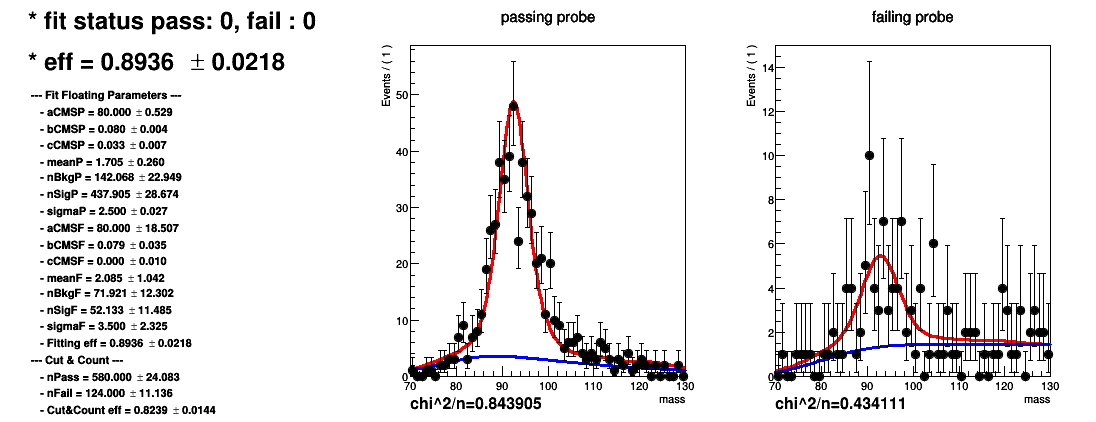 * fit status pass: 0, fail : 0
* eff = 0.8936 ± 0.0218
--- Fit Floating Parameters ---
- aCMSP = 80.000 ± 0.529
- bCMSP = 0.080 ± 0.004
- cCMSP = 0.033 ± 0.007
- meanP = 1.705 ± 0.260
- nBkgP = 142.068 ± 22.949
- nSigP = 437.905 ± 28.674
- sigmaP = 2.500 ± 0.027
- aCMSF = 80.000 ± 18.507
- bCMSF = 0.079 ± 0.035
- cCMSF = 0.000 ± 0.010
- meanF = 2.085 ± 1.042
- nBkgF = 71.921 ± 12.302
- nSigF = 52.133 ± 11.485
- sigmaF = 3.500 ± 2.325
- Fitting eff = 0.8936 ± 0.0218
--- Cut & Count ---
- nPass = 580.000 ± 24.083
- nFail = 124.000 ± 11.136
- Cut&Count eff = 0.8239 ± 0.0144
passing probe
Events / ( 1 )
50
40
30
20
10
0
70 80 90 100 110 120 130
mass
chi^2/n=0.843905
failing probe
Events / ( 1 )
14
12
10
8
6
4
2
0
70 80 90 100 110 120 130
mass
chi^2/n=0.434111